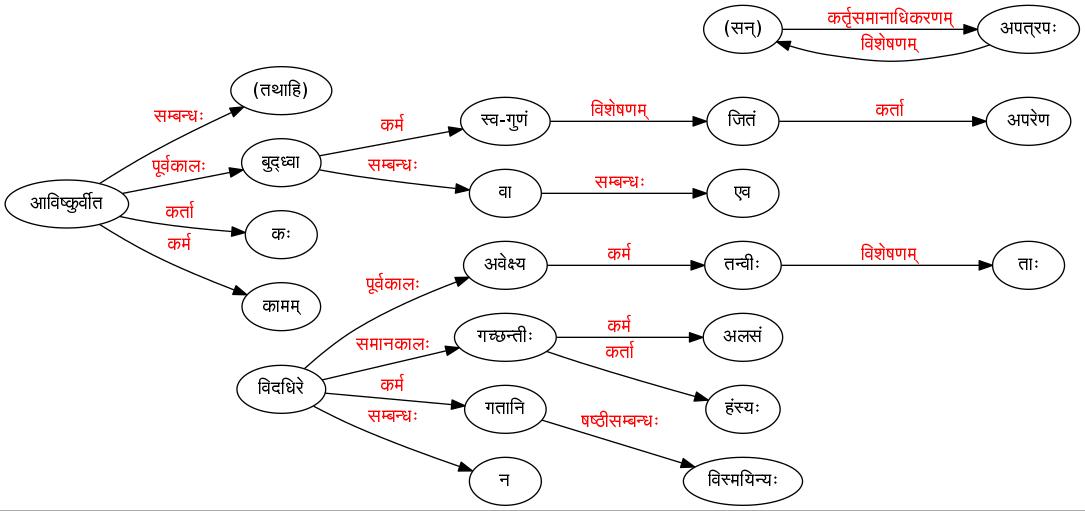 (सन्) कर्तृसमानाधिकरणम् अपत्रपः
विशेषणम्
(तथाहि)
सम्बन्धः
कर्म स्व-गुणं विशेषणम् जितं कर्ता अपरेण
पूर्वकालः बुद्ध्वा सम्बन्धः
आविष्कुर्वीत वा सम्बन्धः एव
कर्ता कः
कर्म
पूर्वकालः अवेक्ष्य कर्म तन्वीः विशेषणम् ताः
कामम्
समानकालः गच्छन्तीः कर्म अलसं
कर्ता
विदधिरे कर्म गतानि हंस्यः
सम्बन्धः षष्ठीसम्बन्धः
न विस्मयिन्यः